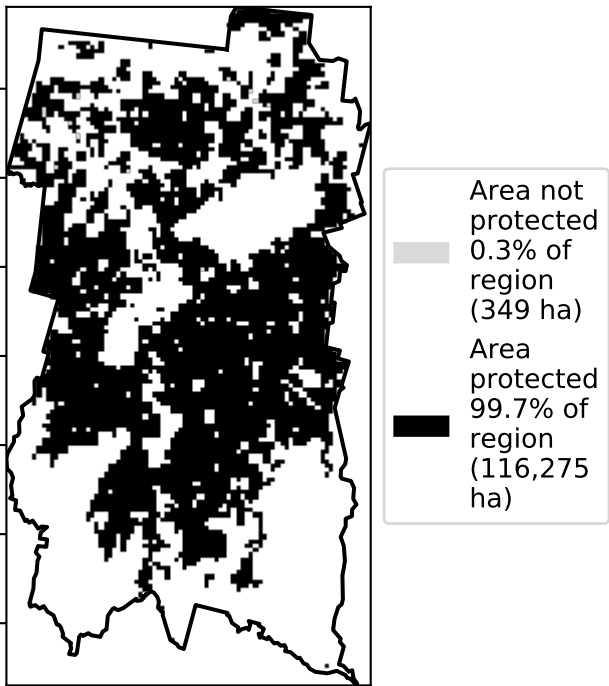 Area not
protected
0.3% of
region
(349 ha)
Area
protected
99.7% of
region
(116,275
ha)